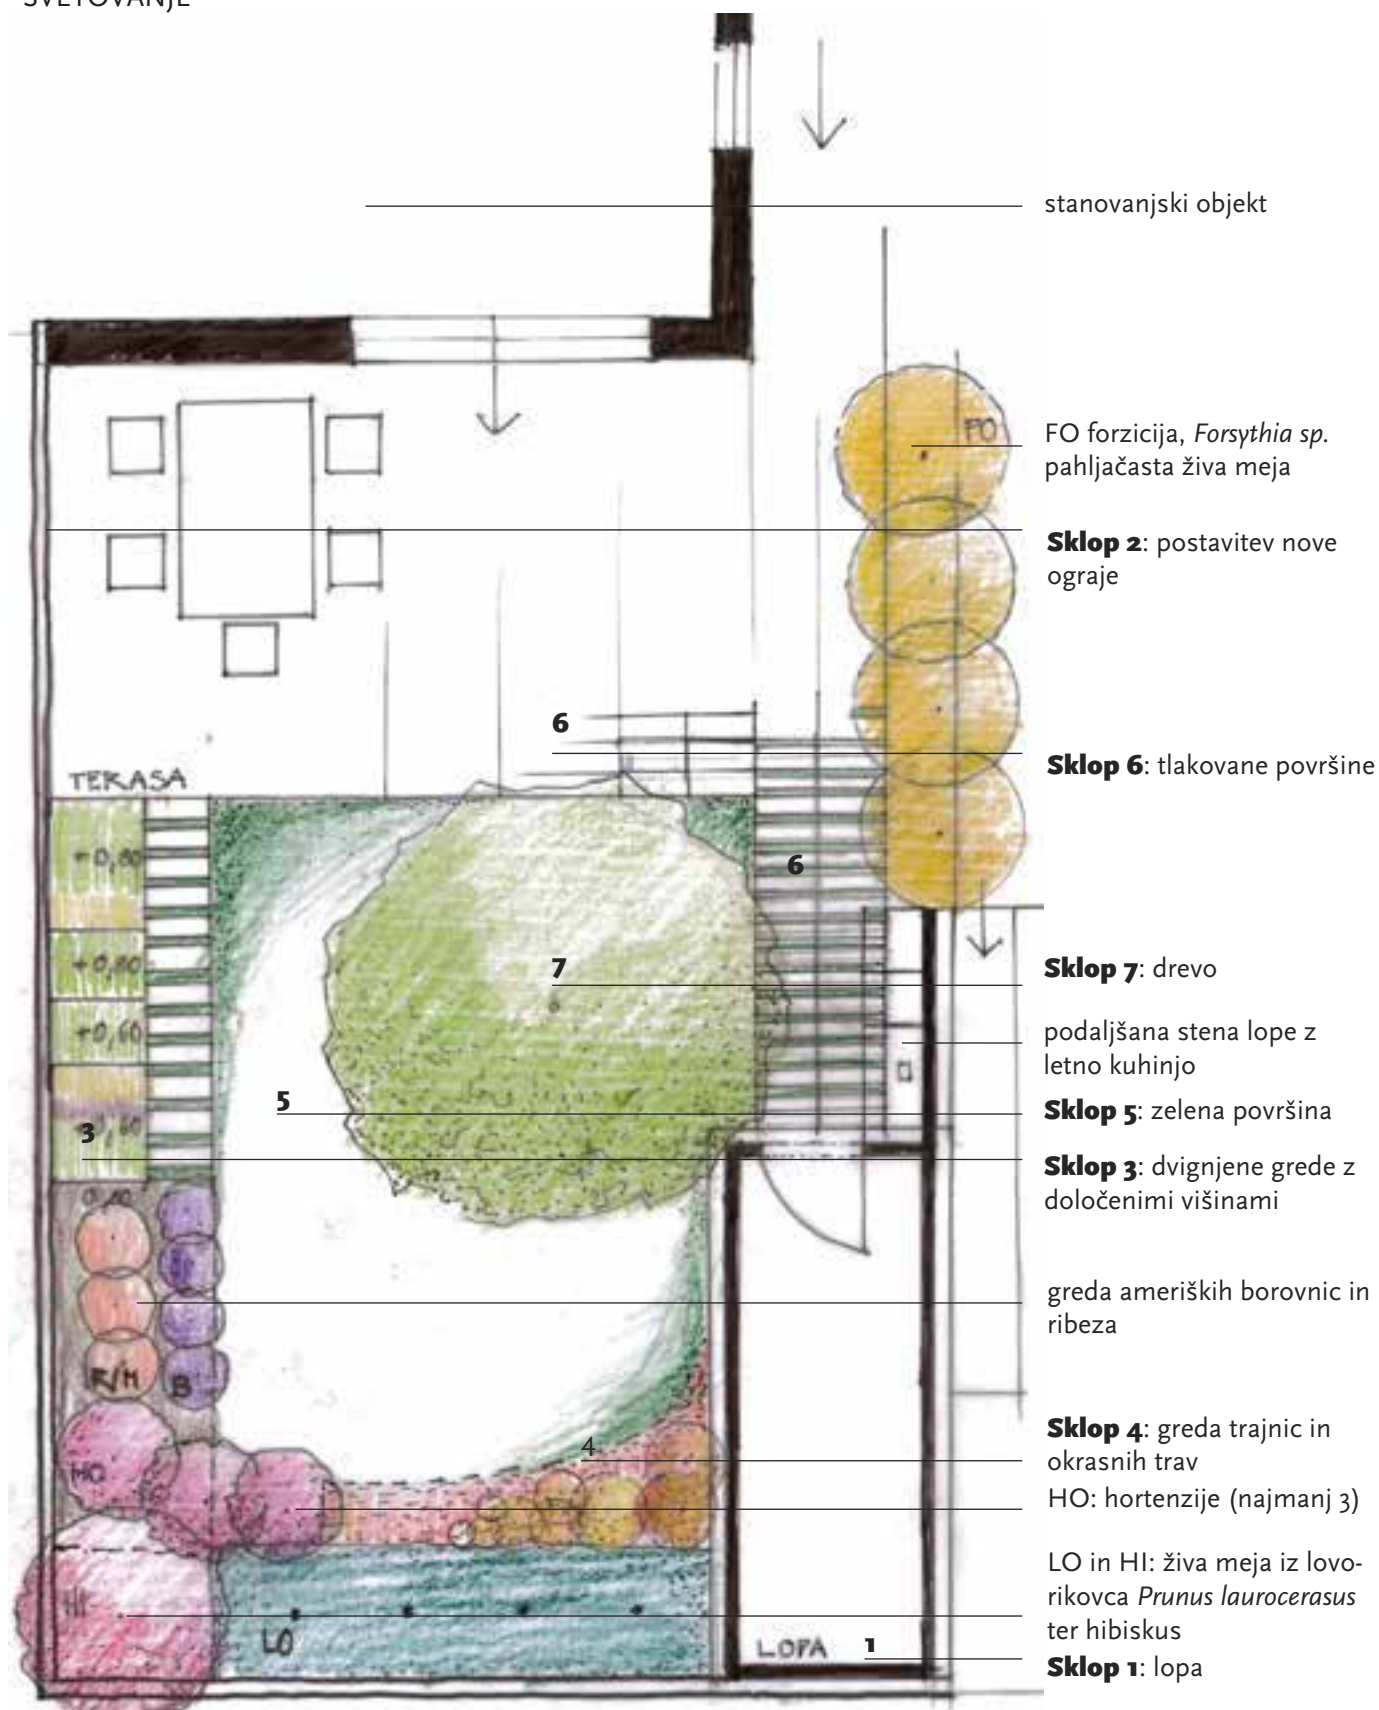 SVETOVANJE
stanovanjski objekt
FO
FO forzicija, Forsythia sp.
pahljačasta živa meja
Sklop 2: postavitev nove
ograje
6
Sklop 6: tlakovane površine
TERASA
+0,80
6
+0,80
7
Sklop 7: drevo
+0,60
podaljšana stena lope z
letno kuhinjo
5
Sklop 5: zelena površina
3
Sklop 3: dvignjene grede z
določenimi višinami
greda ameriških borovnic in
ribeza
R/M
B
HO
4
Sklop 4: greda trajnic in
okrasnih trav
HO: hortenzije (najmanj 3)
LO in HI: živa meja iz lovo-
rikovca Prunus laurocerasus
ter hibiskus
HI
LO
LOPA
1
Sklop 1: lopa